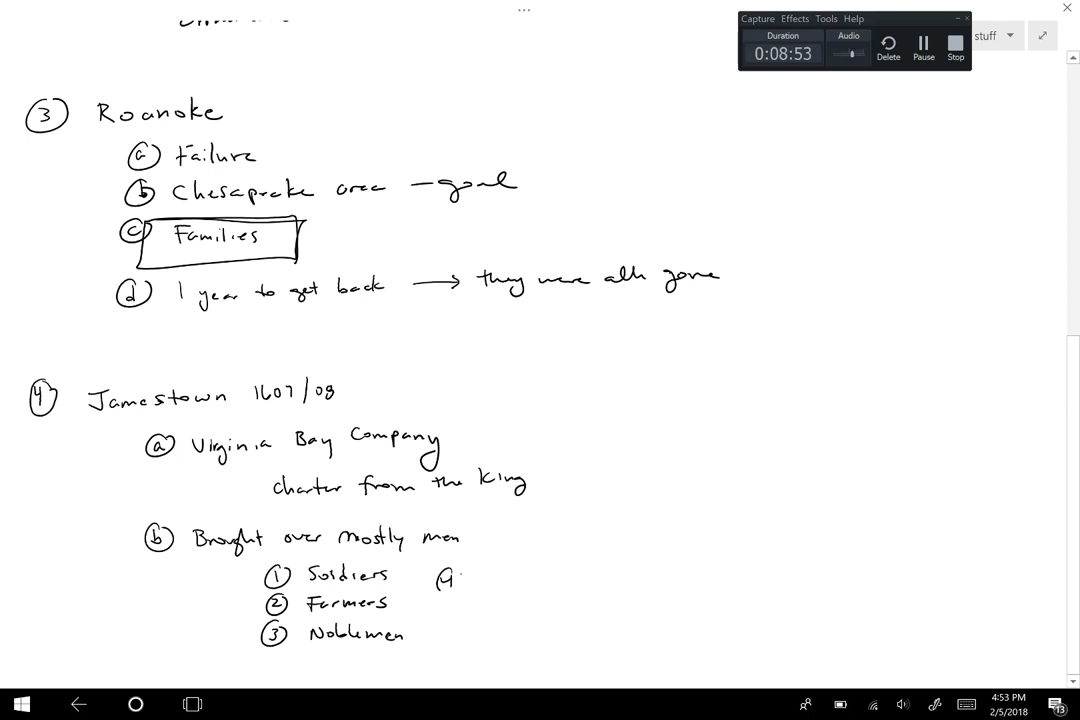 Capture Effects Tools Help
Duration
0:08:53
Audio
Delete
Pause
Stop
stuff
3 Roanoke
a Failure
b Chesapeake area - goal
c Families
d 1 year to get back → they were all gone
4 Jamestown 1607/08
a Virginia Bay Company
charter from the King
b Brought over mostly men
1 Soldiers
2 Farmers
3 Noblemen
4:53 PM
2/5/2018
13